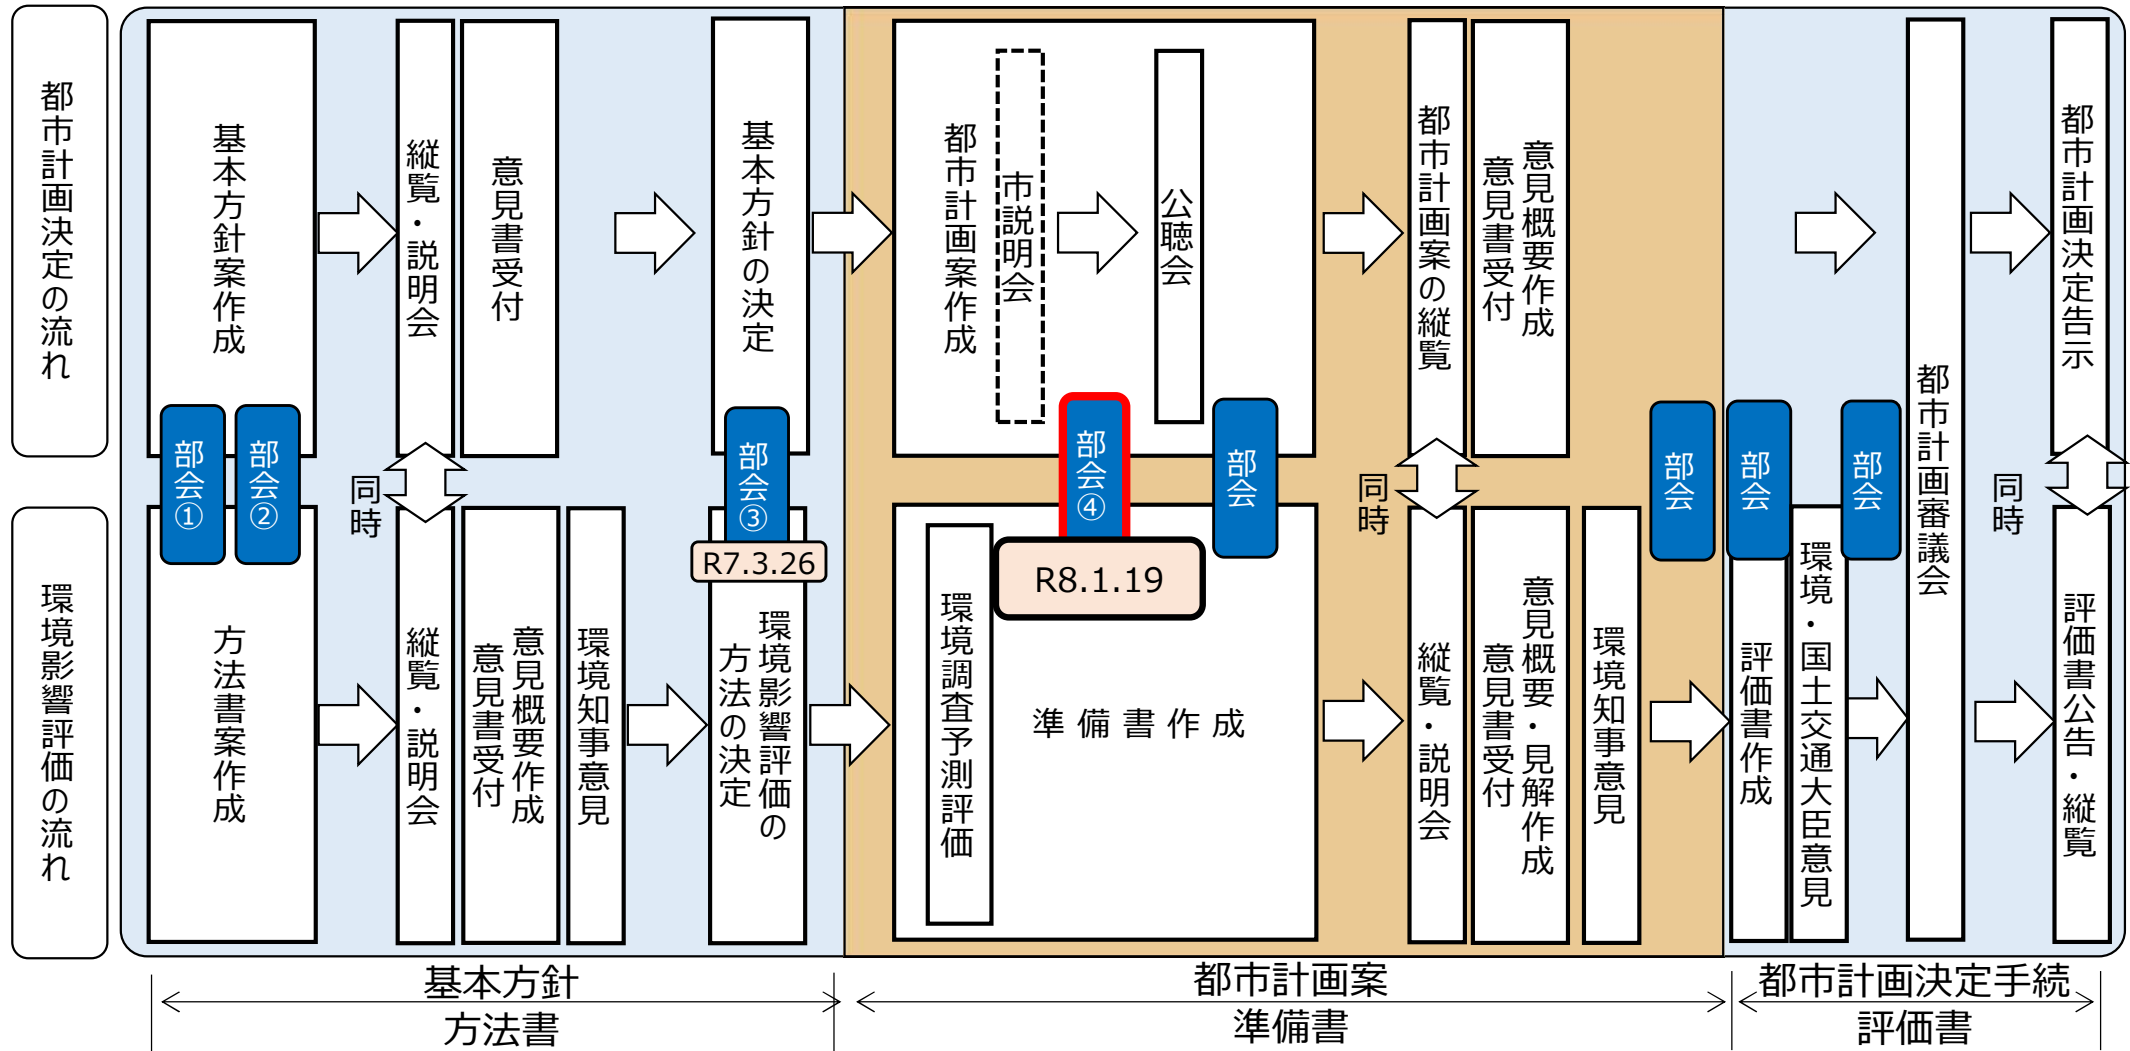 都市計画決定の流れ
基本方針案作成
縦覧・説明会
意見書受付
基本方針の決定
都市計画案作成
市説明会
公聴会
都市計画案の縦覧
意見概要作成
意見書受付
都市計画審議会
都市計画決定告示
部会①
部会②
同時
部会③
R7.3.26
部会④
R8.1.19
部会
同時
部会
部会
部会
同時
環境影響評価の流れ
方法書案作成
縦覧・説明会
意見概要作成
意見書受付
環境知事意見
環境影響評価の
方法の決定
環境調査予測評価
準備書作成
縦覧・説明会
意見概要・見解作成
意見書受付
環境知事意見
評価書作成
環境・国土交通大臣意見
評価書公告・縦覧
基本方針
方法書
都市計画案
準備書
都市計画決定手続
評価書